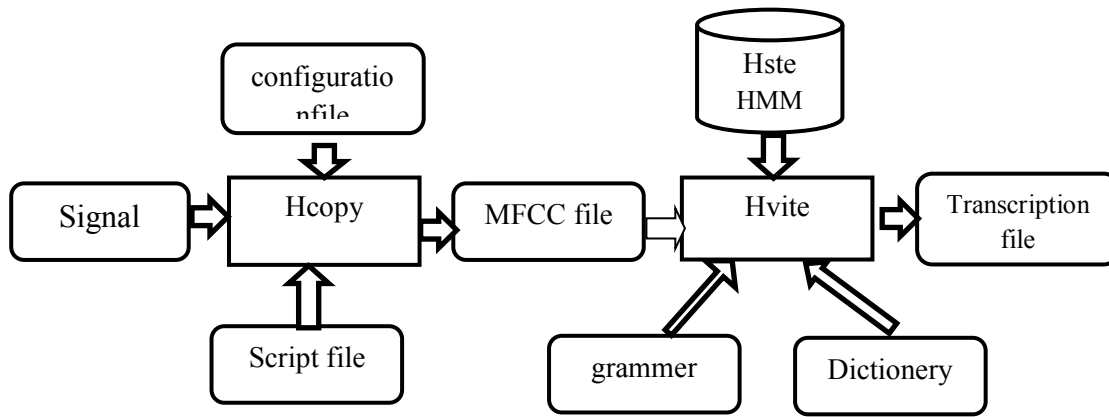 configuratio
nfile
Hste
HMM
Signal
Hcopy
MFCC file
Hvite
Transcription
file
Script file
grammer
Dictionery